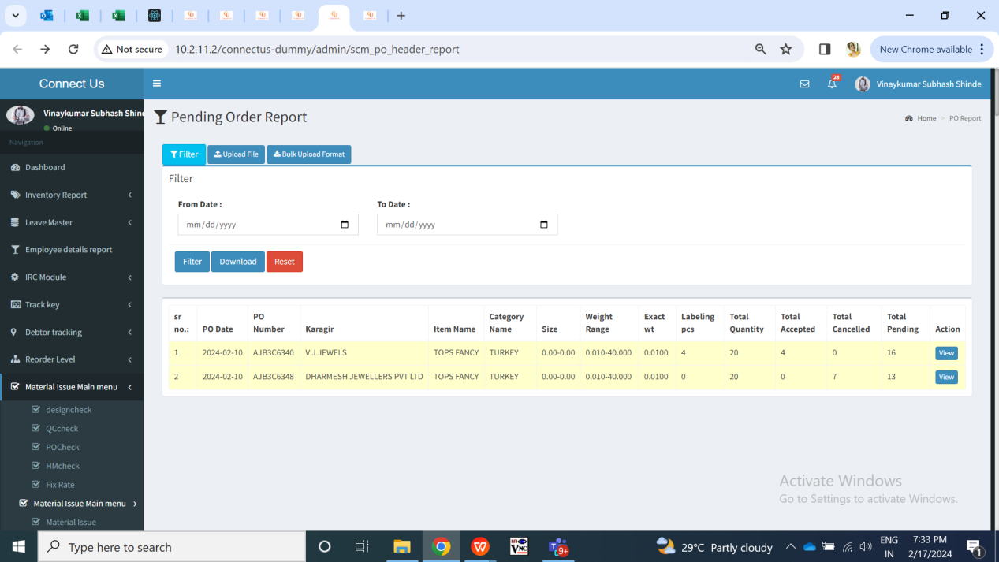 Not secure
10.2.11.2/connectus-dummy/admin/scm_po_header_report
New Chrome available
Connect Us
28
Vinaykumar Subhash Shinde
Vinaykumar Subhash Shind
Online
Navigation
Dashboard
Inventory Report
Leave Master
Employee details report
IRC Module
Track key
Debtor tracking
Reorder Level
Material Issue Main menu
designcheck
QCcheck
POCheck
HMcheck
Fix Rate
Material Issue Main menu
Material Issue
Pending Order Report
Home > PO Report
Filter Upload File Bulk Upload Format
Filter
From Date : To Date :
mm/dd/yyyy mm/dd/yyyy
Filter Download Reset
sr no.: PO Date PO Number Karagir Item Name Category Name Size Weight Range Exact wt Labeling pcs Total Quantity Total Accepted Total Cancelled Total Pending Action
1 2024-02-10 AJB3C6340 V J JEWELS TOPS FANCY TURKEY 0.00-0.00 0.010-40.000 0.0100 4 20 4 0 16 View
2 2024-02-10 AJB3C6348 DHARMESH JEWELLERS PVT LTD TOPS FANCY TURKEY 0.00-0.00 0.010-40.000 0.0100 0 20 0 7 13 View
Activate Windows
Go to Settings to activate Windows.
Type here to search
9+
29°C Partly cloudy
ENG
IN
7:33 PM
2/17/2024
1